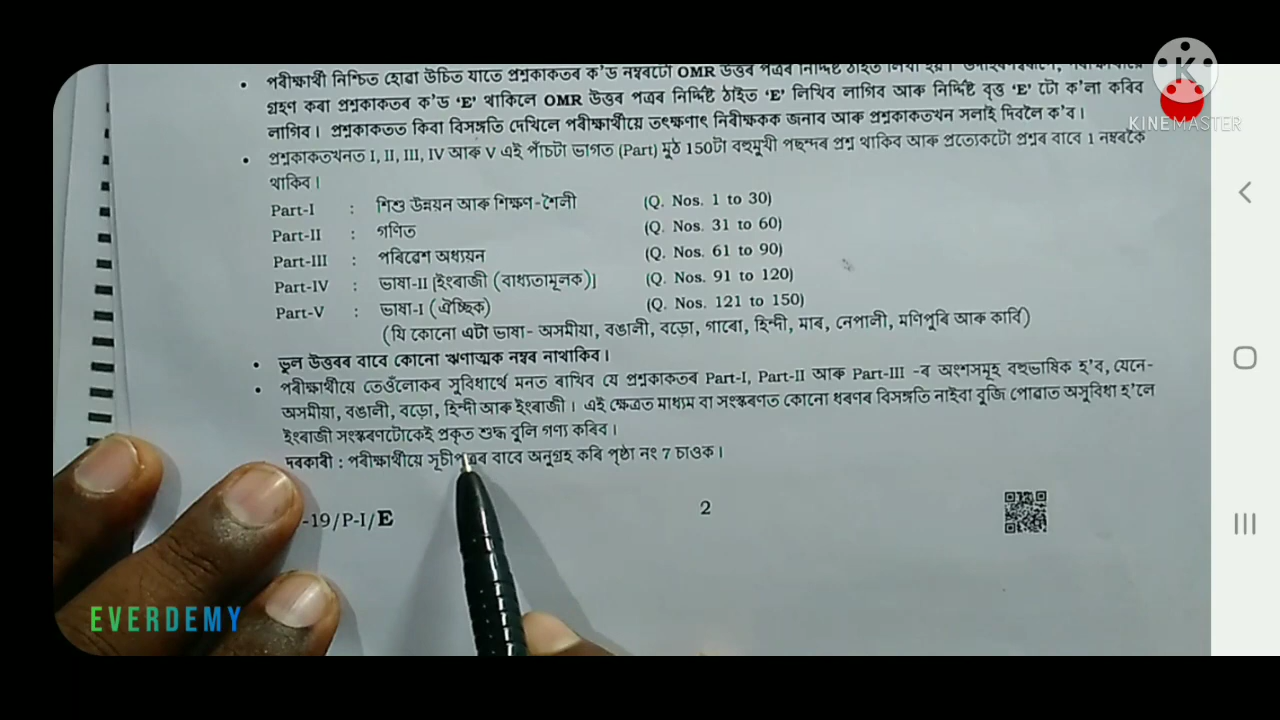 • পৰীক্ষাৰ্থী নিশ্চিত হোৱা উচিত যাতে প্ৰশ্নকাকতৰ ক'ড নম্বৰটো OMR উত্তৰ পত্ৰৰ নিৰ্দ্দিষ্ট ঠাইত লিখা হয়।
গ্ৰহণ কৰা প্ৰশ্নকাকতৰ ক'ড 'E' থাকিলে OMR উত্তৰ পত্ৰৰ নিৰ্দ্দিষ্ট ঠাইত 'E' লিখিব লাগিব আৰু নিৰ্দ্দিষ্ট বৃত্ত 'E' টো ক'লা কৰিব
লাগিব। প্ৰশ্নকাকতত কিবা বিসঙ্গতি দেখিলে পৰীক্ষাৰ্থীয়ে তৎক্ষণাৎ নিৰীক্ষকক জনাব আৰু প্ৰশ্নকাকতখন সলাই দিবলৈ ক'ব।
• প্ৰশ্নকাকতখনত I, II, III, IV আৰু V এই পাঁচটা ভাগত (Part) মুঠ 150টা বহুমুখী পছন্দৰ প্ৰশ্ন থাকিব আৰু প্ৰত্যেকটো প্ৰশ্নৰ বাবে 1 নম্বৰকৈ
থাকিব।
Part-I : শিশু উন্নয়ন আৰু শিক্ষণ-শৈলী (Q. Nos. 1 to 30)
Part-II : গণিত (Q. Nos. 31 to 60)
Part-III : পৰিৱেশ অধ্যয়ন (Q. Nos. 61 to 90)
Part-IV : ভাষা-II [ইংৰাজী (বাধ্যতামূলক)] (Q. Nos. 91 to 120)
Part-V : ভাষা-I (ঐচ্ছিক) (Q. Nos. 121 to 150)
(যি কোনো এটা ভাষা- অসমীয়া, বঙালী, বড়ো, গাৰো, হিন্দী, মাৰ, নেপালী, মণিপুৰি আৰু কাৰ্বি)
• ভুল উত্তৰৰ বাবে কোনো ঋণাত্মক নম্বৰ নাথাকিব।
• পৰীক্ষাৰ্থীয়ে তেওঁলোকৰ সুবিধাৰ্থে মনত ৰাখিব যে প্ৰশ্নকাকতৰ Part-I, Part-II আৰু Part-III -ৰ অংশসমূহ বহুভাষিক হ'ব, যেনে-
অসমীয়া, বঙালী, বড়ো, হিন্দী আৰু ইংৰাজী। এই ক্ষেত্ৰত মাধ্যম বা সংস্কৰণত কোনো ধৰণৰ বিসঙ্গতি নাইবা বুজি পোৱাত অসুবিধা হ'লে
ইংৰাজী সংস্কৰণটোকেই প্ৰকৃত শুদ্ধ বুলি গণ্য কৰিব।
দৰকাৰী : পৰীক্ষাৰ্থীয়ে সূচীপত্ৰৰ বাবে অনুগ্ৰহ কৰি পৃষ্ঠা নং 7 চাওক।
-19/P-I/E 2
EVERDEMY
K
KINEMASTER